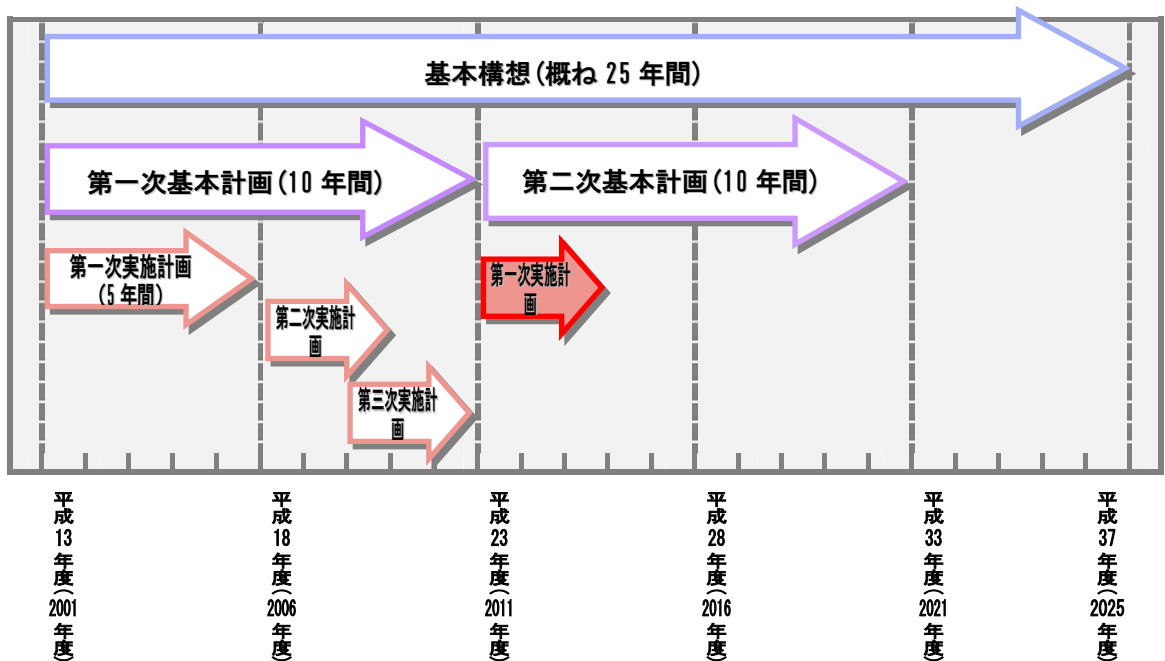 基本構想(概ね 25 年間)
第一次基本計画(10 年間)
第二次基本計画(10 年間)
第一次実施計画
(5 年間)
第二次実施計
画
第三次実施計
画
第一次実施計
画
平成 13 年度(2001 年度)
平成 18 年度(2006 年度)
平成 23 年度(2011 年度)
平成 28 年度(2016 年度)
平成 33 年度(2021 年度)
平成 37 年度(2025 年度)